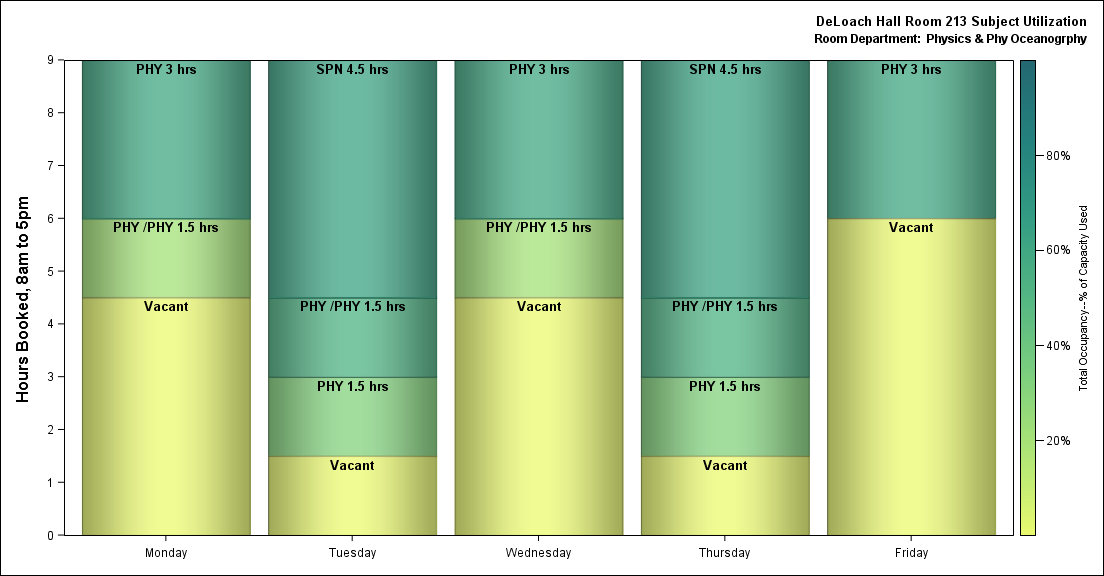 DeLoach Hall Room 213 Subject Utilization
Room Department:  Physics & Phy Oceanogrphy
Hours Booked, 8am to 5pm
9
8
7
6
5
4
3
2
1
0
PHY 3 hrs
PHY /PHY 1.5 hrs
Vacant
SPN 4.5 hrs
PHY /PHY 1.5 hrs
PHY 1.5 hrs
Vacant
PHY 3 hrs
PHY /PHY 1.5 hrs
Vacant
SPN 4.5 hrs
PHY /PHY 1.5 hrs
PHY 1.5 hrs
Vacant
PHY 3 hrs
Vacant
Monday
Tuesday
Wednesday
Thursday
Friday
80%
60%
40%
20%
Total Occupancy--% of Capacity Used